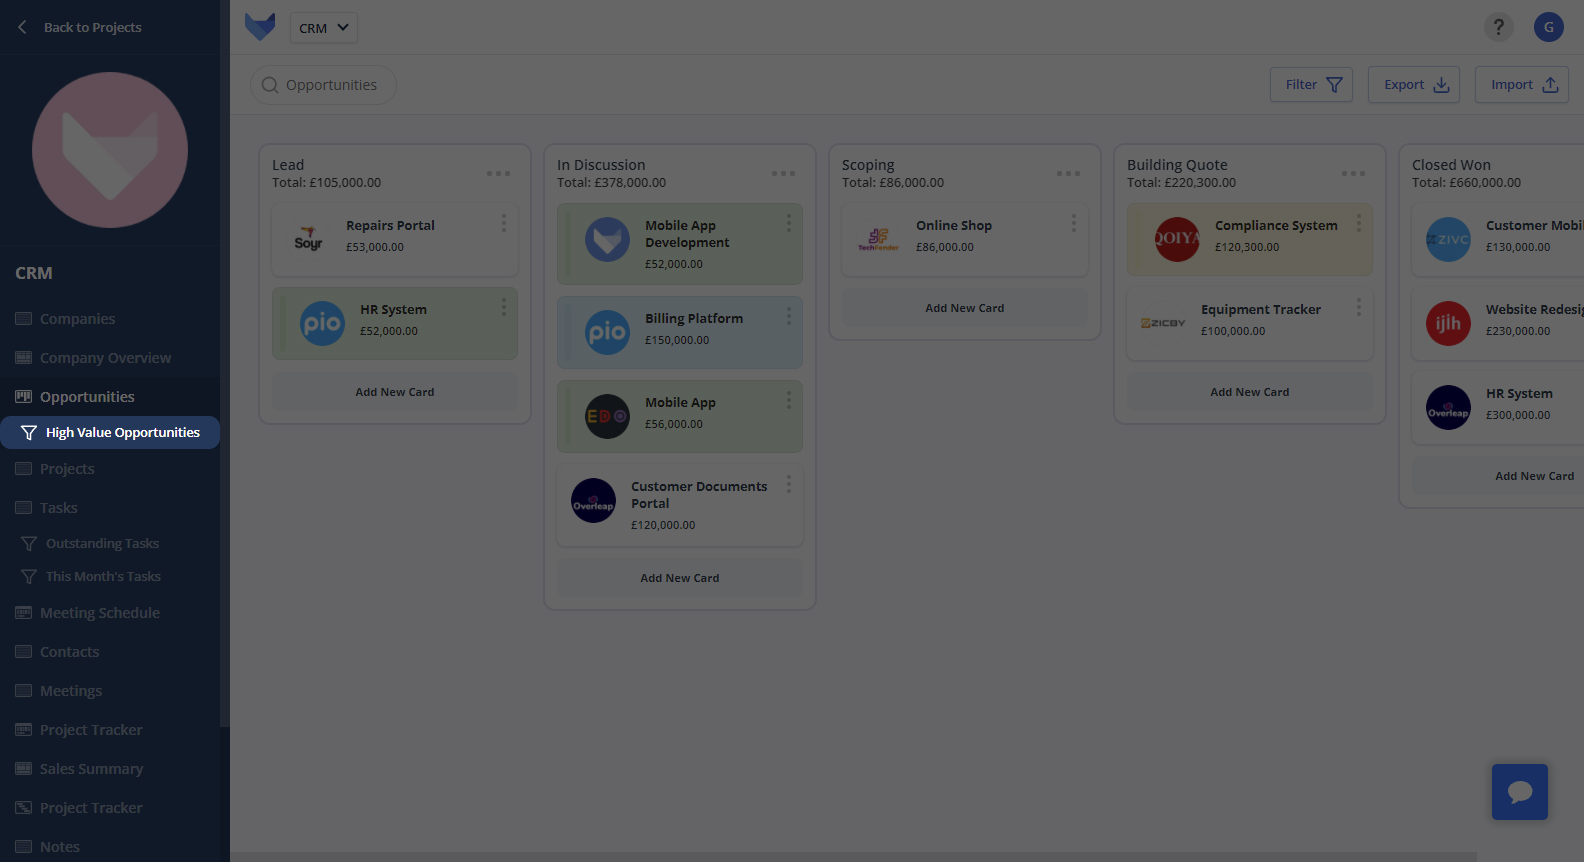 Back to Projects
CRM
Companies
Company Overview
Opportunities
High Value Opportunities
Projects
Tasks
Outstanding Tasks
This Month's Tasks
Meeting Schedule
Contacts
Meetings
Project Tracker
Sales Summary
Project Tracker
Notes
CRM
?
G
Opportunities
Filter
Export
Import
Lead
Total: £105,000.00
Soyr
Repairs Portal
£53,000.00
pio
HR System
£52,000.00
Add New Card
In Discussion
Total: £378,000.00
Mobile App
Development
£52,000.00
pio
Billing Platform
£150,000.00
EDO
Mobile App
£56,000.00
Overleap
Customer Documents
Portal
£120,000.00
Add New Card
Scoping
Total: £86,000.00
TechFender
Online Shop
£86,000.00
Add New Card
Building Quote
Total: £220,300.00
QOIYA
Compliance System
£120,300.00
ZICBY
Equipment Tracker
£100,000.00
Add New Card
Closed Won
Total: £660,000.00
ZIVC
Customer Mobi
£130,000.00
ijlh
Website Redesig
£230,000.00
Overleap
HR System
£300,000.00
Add New Card